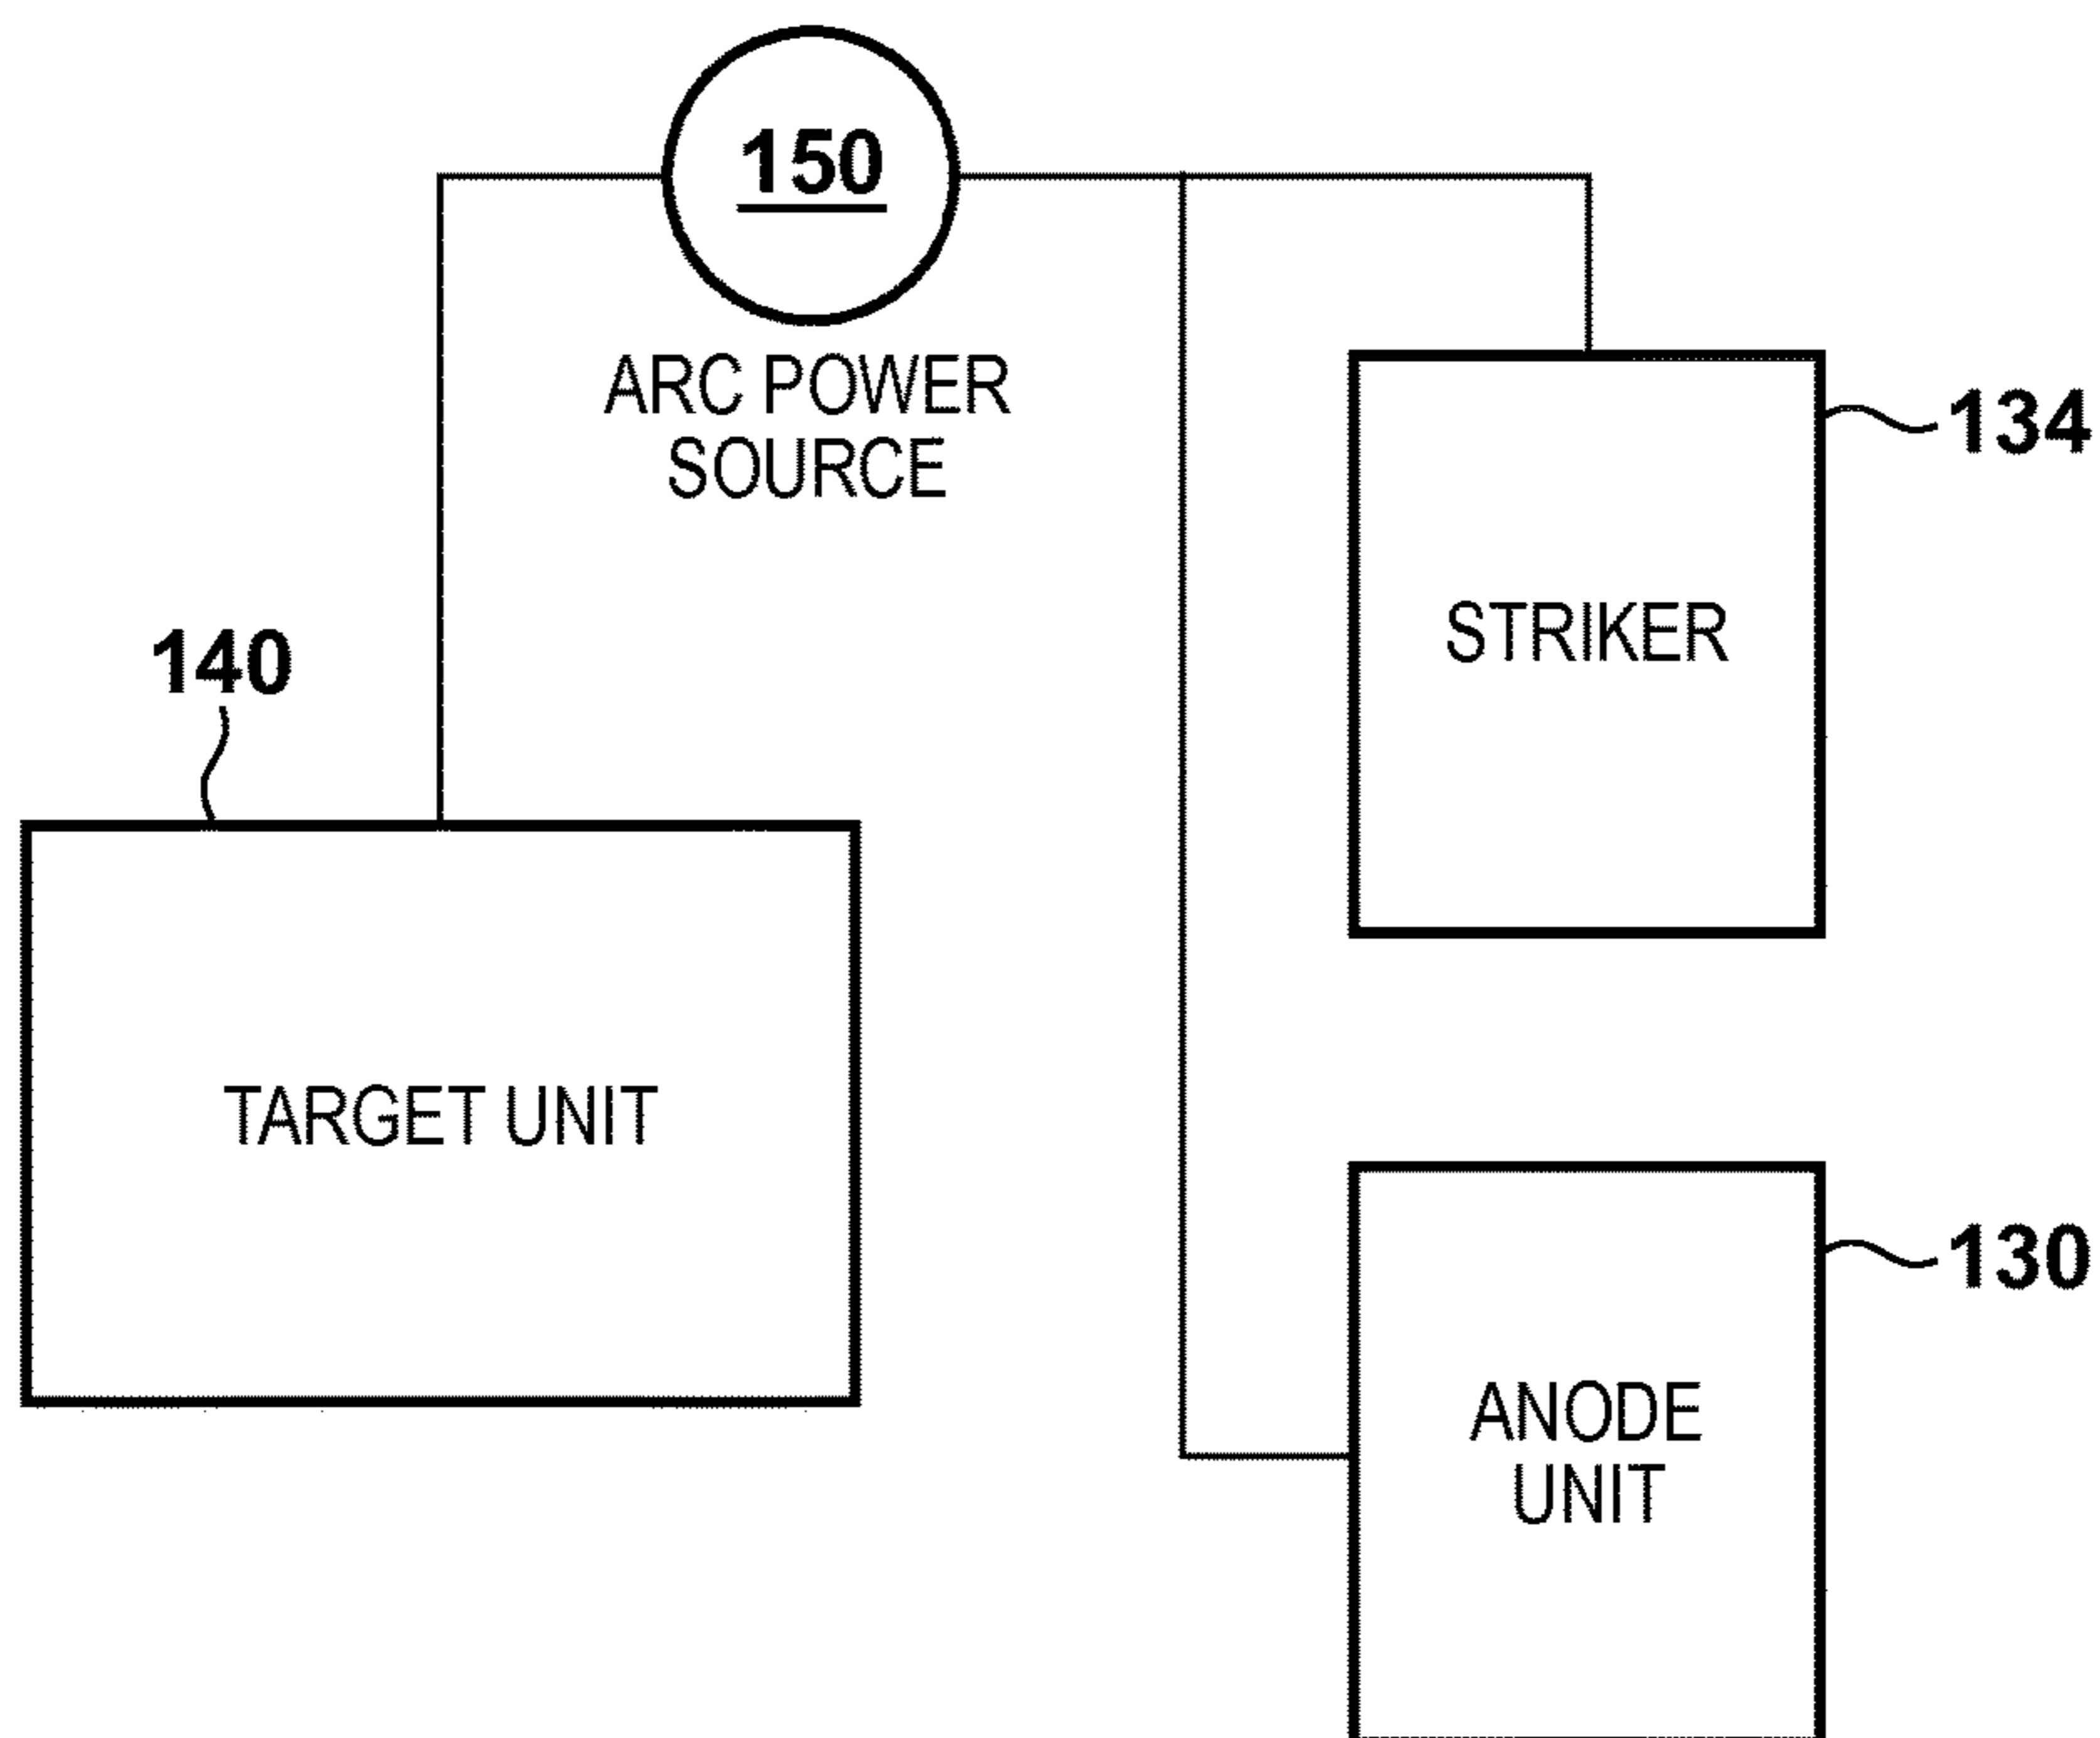 150
ARC POWER
SOURCE
134
STRIKER
140
TARGET UNIT
130
ANODE
UNIT